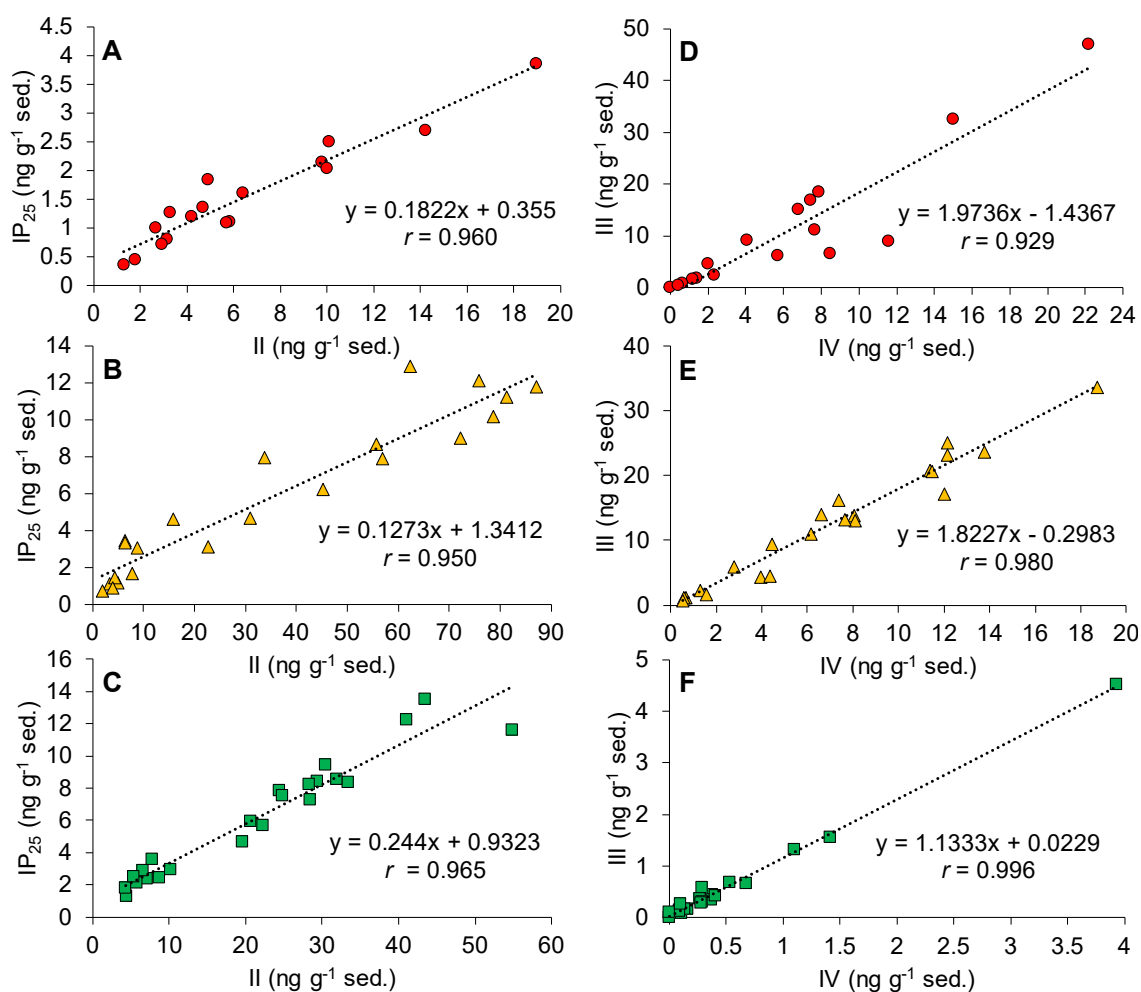 A
IP25 (ng g-1 sed.)
4.5
4
3.5
3
2.5
2
1.5
1
0.5
0
y = 0.1822x + 0.355
r = 0.960
0 2 4 6 8 10 12 14 16 18 20
II (ng g-1 sed.)
D
III (ng g-1 sed.)
50
40
30
20
10
0
y = 1.9736x - 1.4367
r = 0.929
0 2 4 6 8 10 12 14 16 18 20 22 24
IV (ng g-1 sed.)
B
IP25 (ng g-1 sed.)
14
12
10
8
6
4
2
0
y = 0.1273x + 1.3412
r = 0.950
0 10 20 30 40 50 60 70 80 90
II (ng g-1 sed.)
E
III (ng g-1 sed.)
40
30
20
10
0
y = 1.8227x - 0.2983
r = 0.980
0 2 4 6 8 10 12 14 16 18 20
IV (ng g-1 sed.)
C
IP25 (ng g-1 sed.)
16
14
12
10
8
6
4
2
0
y = 0.244x + 0.9323
r = 0.965
0 10 20 30 40 50 60
II (ng g-1 sed.)
F
III (ng g-1 sed.)
5
4
3
2
1
0
y = 1.1333x + 0.0229
r = 0.996
0 0.5 1 1.5 2 2.5 3 3.5 4
IV (ng g-1 sed.)